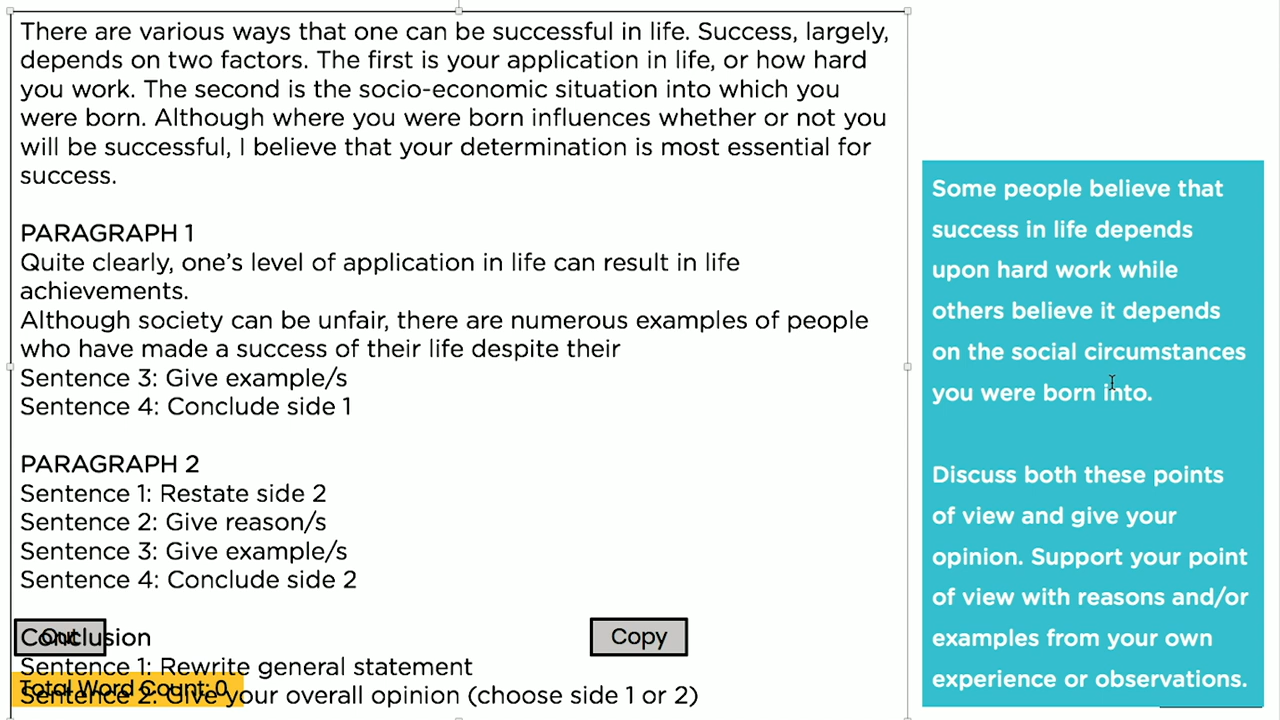 There are various ways that one can be successful in life. Success, largely,
depends on two factors. The first is your application in life, or how hard
you work. The second is the socio-economic situation into which you
were born. Although where you were born influences whether or not you
will be successful, I believe that your determination is most essential for
success.
PARAGRAPH 1
Quite clearly, one's level of application in life can result in life
achievements.
Although society can be unfair, there are numerous examples of people
who have made a success of their life despite their
Sentence 3: Give example/s
Sentence 4: Conclude side 1
PARAGRAPH 2
Sentence 1: Restate side 2
Sentence 2: Give reason/s
Sentence 3: Give example/s
Sentence 4: Conclude side 2
Conclusion
Cut
Copy
Sentence 1: Rewrite general statement
Total Word Count: 0
Sentence 2: Give your overall opinion (choose side 1 or 2)
Some people believe that
success in life depends
upon hard work while
others believe it depends
on the social circumstances
you were born into.
Discuss both these points
of view and give your
opinion. Support your point
of view with reasons and/or
examples from your own
experience or observations.